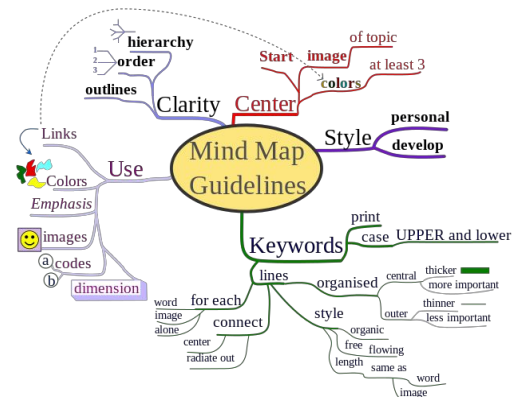 Mind Map
Guidelines
Center
Start
image
of topic
colors
at least 3
Style
personal
develop
Keywords
print
case
UPPER and lower
lines
organised
central
thicker
more important
outer
thinner
less important
style
organic
free
flowing
length
same as
word
image
connect
center
radiate out
for each
word
image
alone
Use
Links
Colors
Emphasis
images
codes
a
b
dimension
Clarity
hierarchy
order
1
2
3
outlines